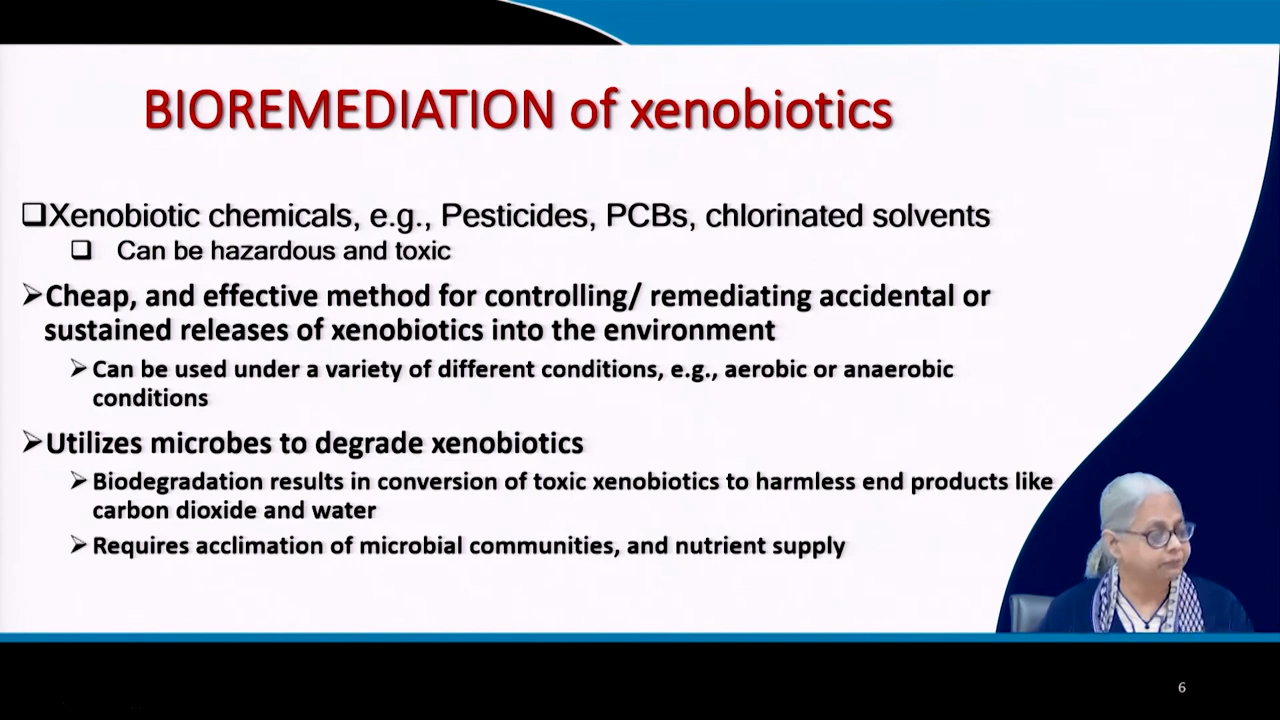 BIOREMEDIATION of xenobiotics
❑Xenobiotic chemicals, e.g., Pesticides, PCBs, chlorinated solvents
❑ Can be hazardous and toxic
➢Cheap, and effective method for controlling/ remediating accidental or
sustained releases of xenobiotics into the environment
➢Can be used under a variety of different conditions, e.g., aerobic or anaerobic
conditions
➢Utilizes microbes to degrade xenobiotics
➢Biodegradation results in conversion of toxic xenobiotics to harmless end products like
carbon dioxide and water
➢Requires acclimation of microbial communities, and nutrient supply
6